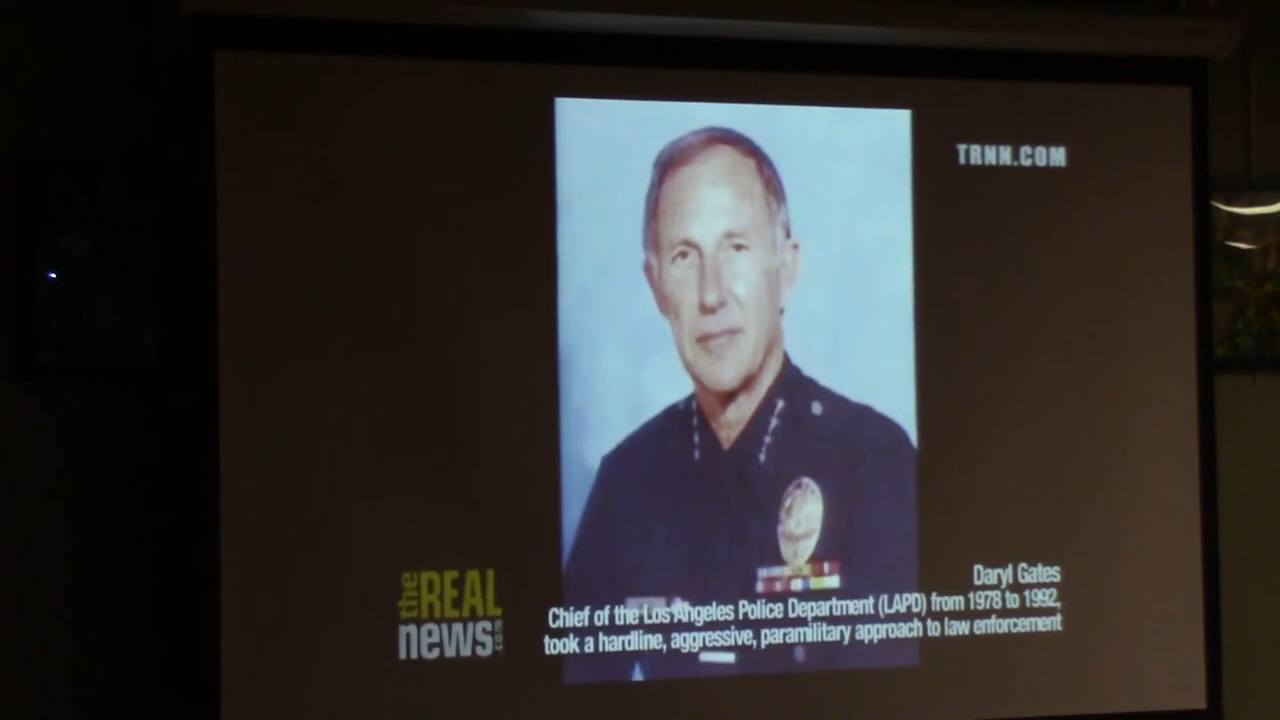 TRNN.COM
the REAL
news.com
Daryl Gates
Chief of the Los Angeles Police Department (LAPD) from 1978 to 1992,
took a hardline, aggressive, paramilitary approach to law enforcement